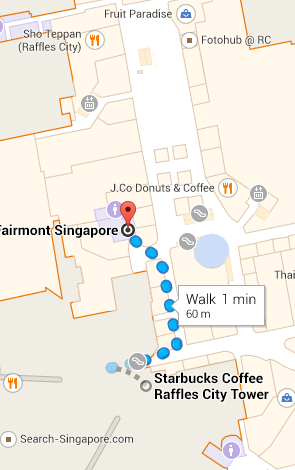 Fruit Paradise
Sho Teppan
(Raffles City)
Fotohub @ RC
J.Co Donuts & Coffee
Fairmont Singapore
Thai
Walk 1 min
60 m
Starbucks Coffee
Raffles City Tower
Search-Singapore.com